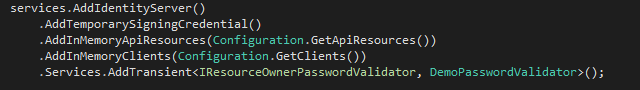 services.AddIdentityServer()
.AddTemporarySigningCredential()
.AddInMemoryApiResources(Configuration.GetApiResources())
.AddInMemoryClients(Configuration.GetClients())
.Services.AddTransient<IResourceOwnerPasswordValidator, DemoPasswordValidator>();